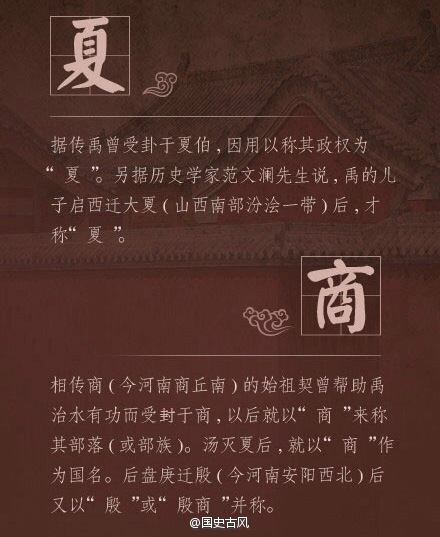 夏
据传禹曾受卦于夏伯，因用以称其政权为
“夏”。另据历史学家范文澜先生说，禹的儿
子启西迁大夏(山西南部汾浍一带)后，才
称“夏”。
商
相传商(今河南商丘南)的始祖契曾帮助禹
治水有功而受封于商，以后就以“商”来称
其部落(或部族)。汤灭夏后，就以“商”作
为国名。后盘庚迁殷(今河南安阳西北)后
又以“殷”或“殷商”并称。
@国史古风